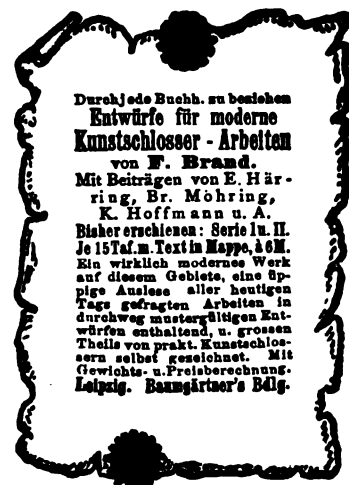 Durch jede Buchh. zu beziehen
Entwürfe für moderne
Kunstschlosser - Arbeiten
von F. Brand.
Mit Beiträgen von E. Här-
ring, Br. Möhring,
K. Hoffmann u. A.
Bisher erschienen: Serie I u. II.
Je 15 Taf. m. Text in Mappe, à 6 M.
Ein wirklich modernes Werk
auf diesem Gebiete, eine üp-
pige Auslese aller heutigen
Tags gefragten Arbeiten in
durchweg mustergültigen Ent-
würfen enthaltend, u. grossen
Theils von prakt. Kunstschlos-
sern selbst gezeichnet. Mit
Gewichts- u. Preisberechnung.
Leipzig. Baumgärtner's Bdlg.